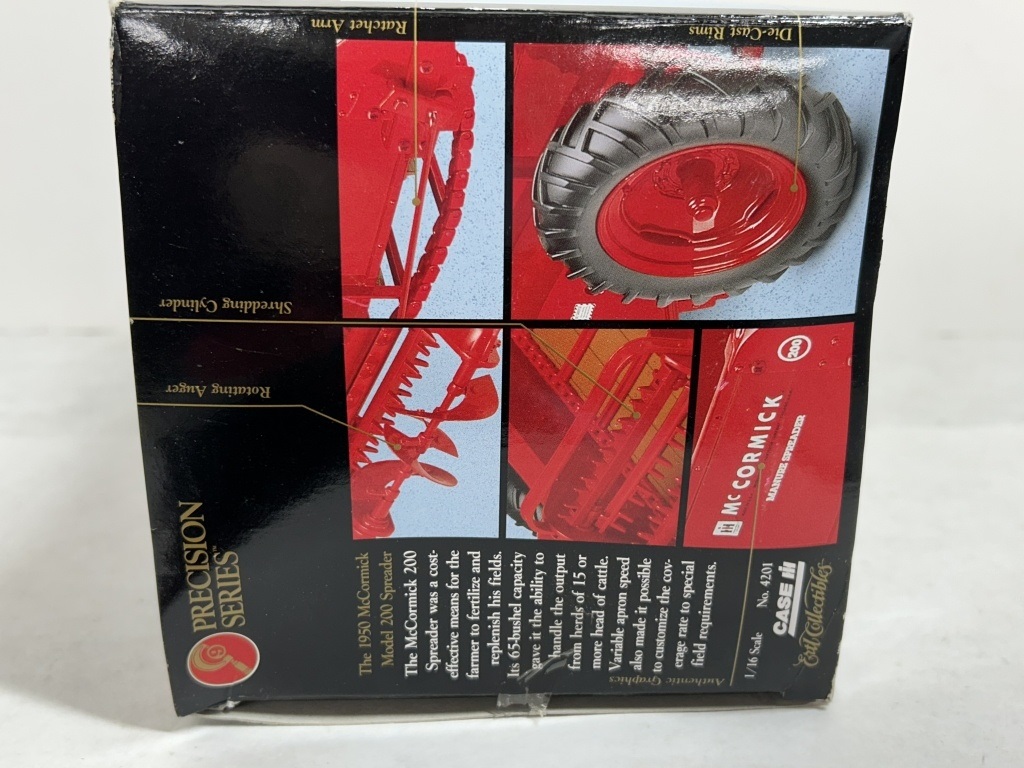 PRECISION
SERIES™
The 1950 McCormick
Model 200 Spreader
The McCormick 200
Spreader was a cost-
effective means for the
farmer to fertilize and
replenish his fields.
Its 65-bushel capacity
gave it the ability to
handle the output
from herds of 15 or
more head of cattle.
Variable apron speed
also made it possible
to customize the cov-
erage rate to special
field requirements.
Rotating Auger
Shredding Cylinder
Ratchet Arm
Die-Cast Rims
Authentic Graphics
200
IH McCORMICK
MANURE SPREADER
1/16 Scale No. 4201
CASE IH
Ertl Collectibles